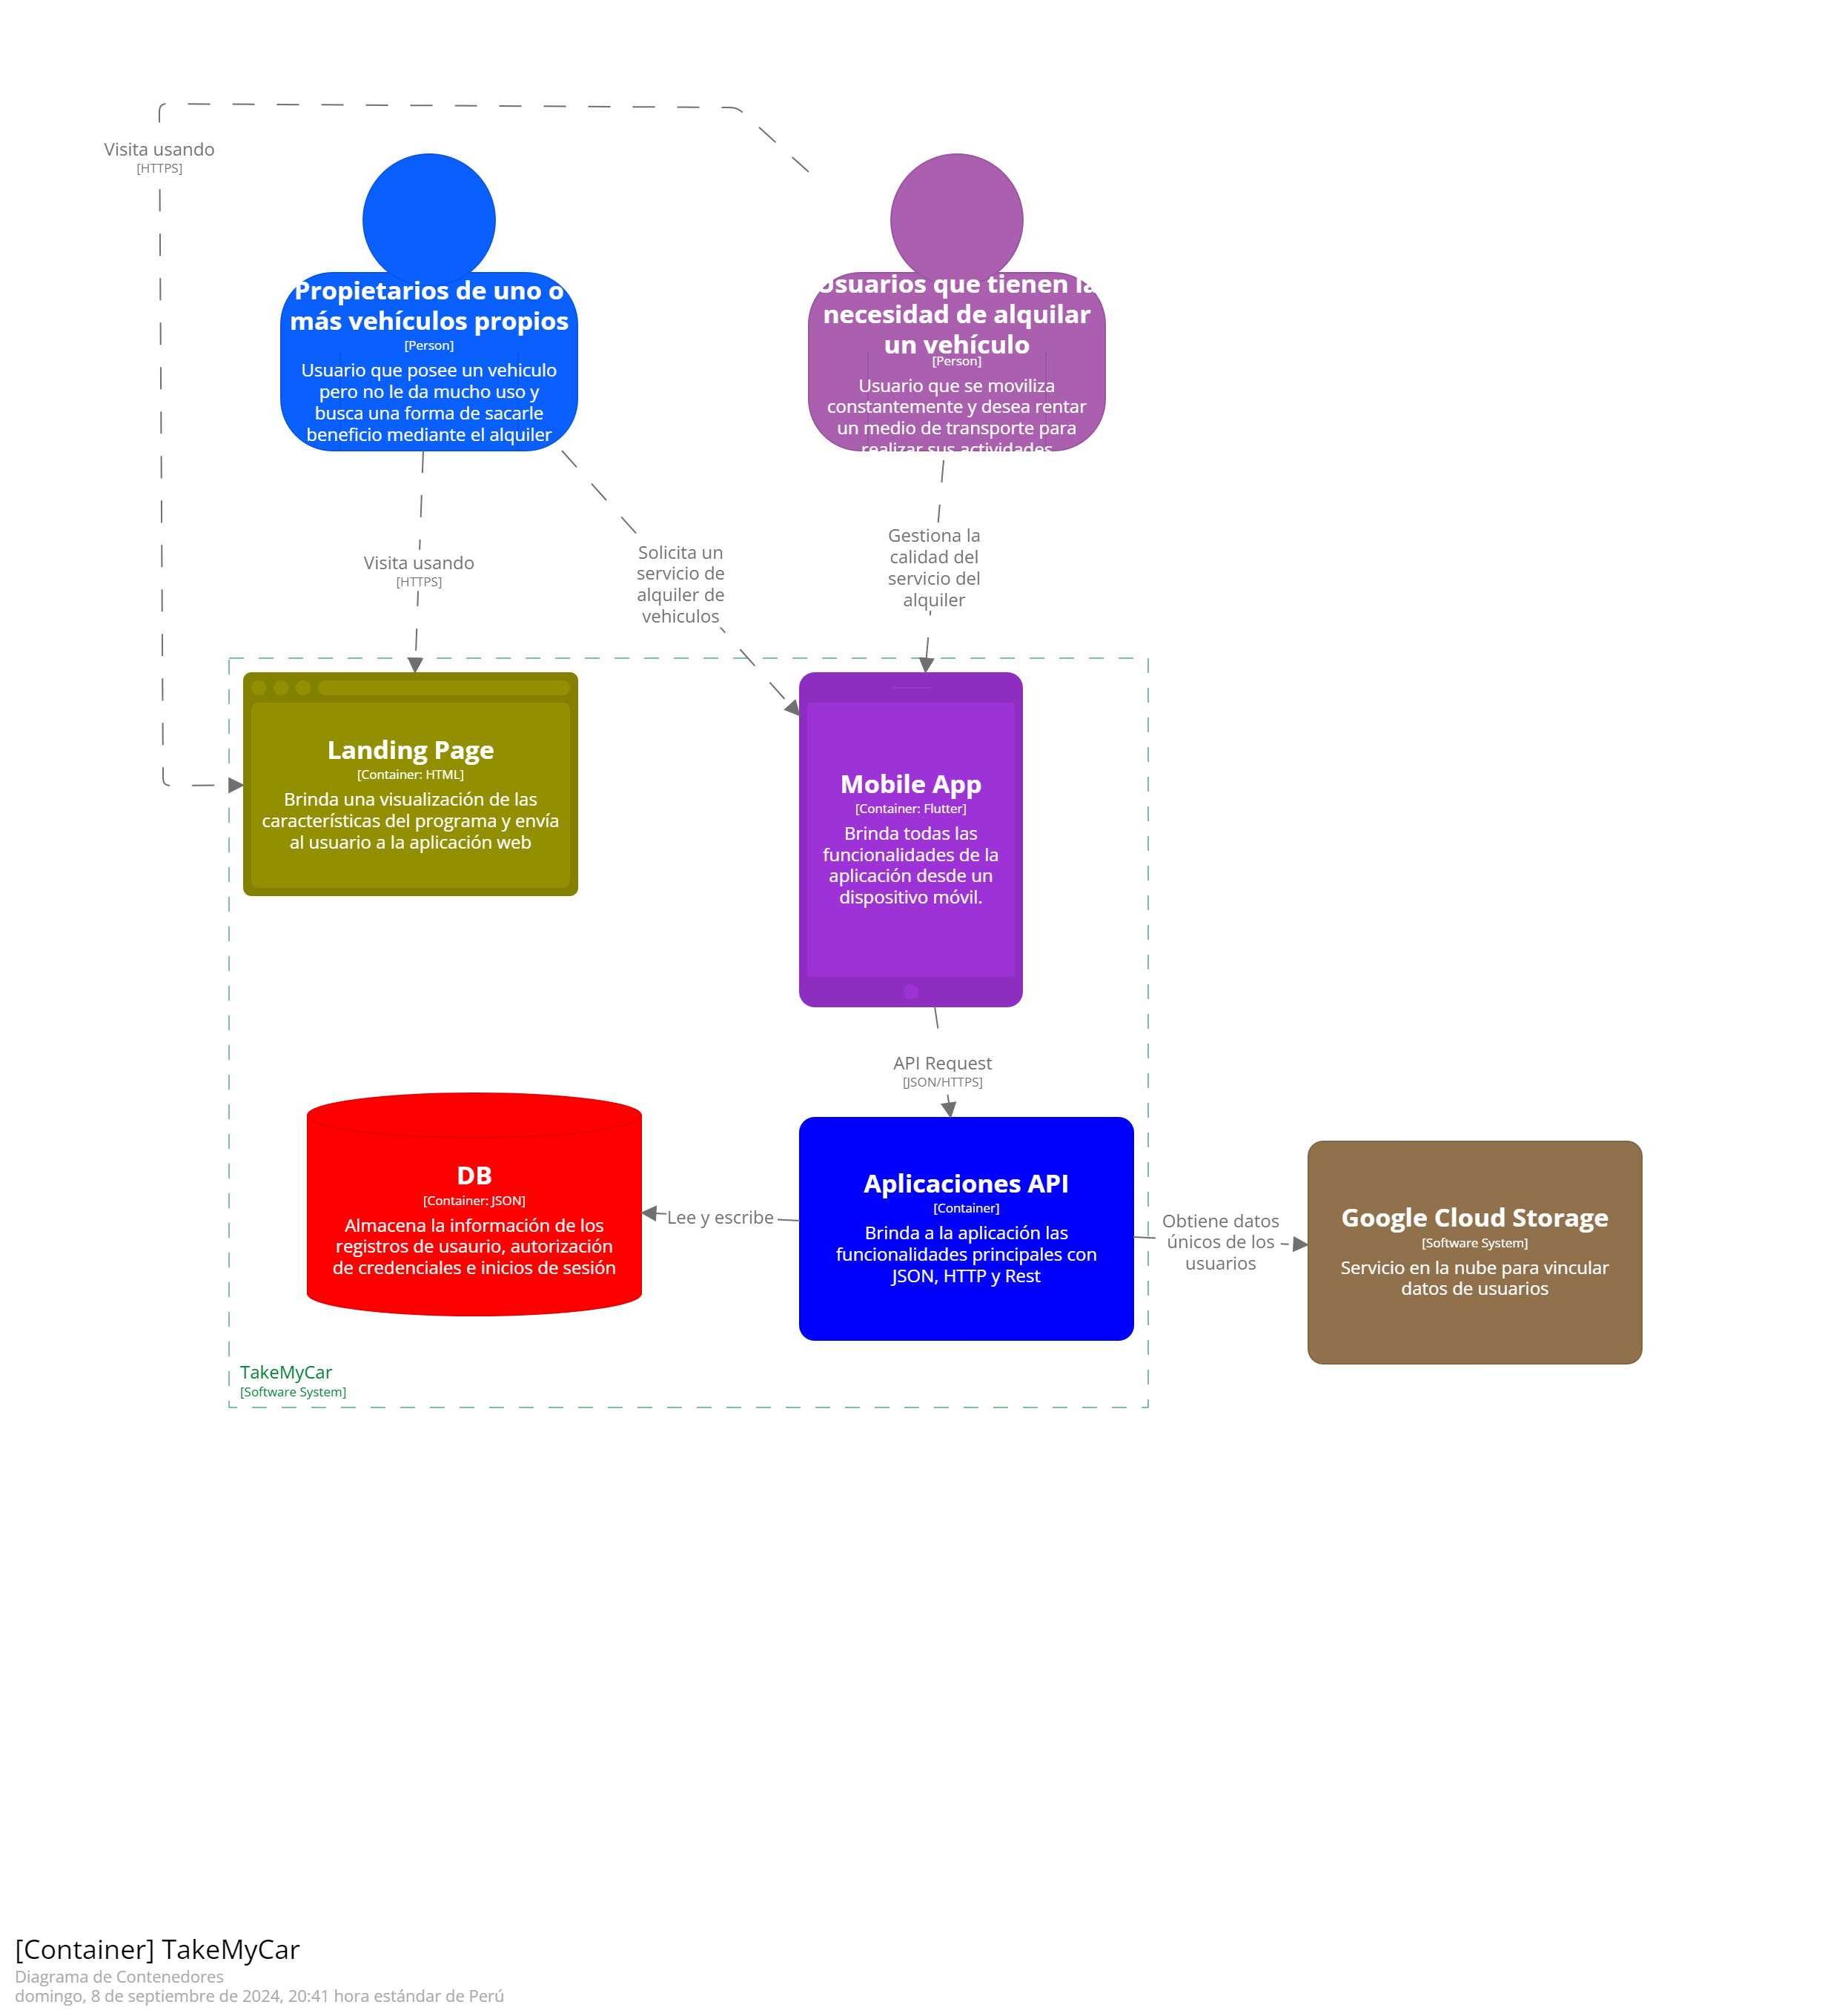 Visita usando
[HTTPS]
Propietarios de uno o
más vehículos propios
[Person]
Usuario que posee un vehiculo
pero no le da mucho uso y
busca una forma de sacarle
beneficio mediante el alquiler
Usuarios que tienen la
necesidad de alquilar
un vehículo
[Person]
Usuario que se moviliza
constantemente y desea rentar
un medio de transporte para
realizar sus actividades
Visita usando
[HTTPS]
Solicita un
servicio de
alquiler de
vehiculos
Gestiona la
calidad del
servicio del
alquiler
Landing Page
[Container: HTML]
Brinda una visualización de las
características del programa y envía
al usuario a la aplicación web
Mobile App
[Container: Flutter]
Brinda todas las
funcionalidades de la
aplicación desde un
dispositivo móvil.
API Request
[JSON/HTTPS]
DB
[Container: JSON]
Almacena la información de los
registros de usaurio, autorización
de credenciales e inicios de sesión
Lee y escribe
Aplicaciones API
[Container]
Brinda a la aplicación las
funcionalidades principales con
JSON, HTTP y Rest
Obtiene datos
únicos de los
usuarios
Google Cloud Storage
[Software System]
Servicio en la nube para vincular
datos de usuarios
TakeMyCar
[Software System]
[Container] TakeMyCar
Diagrama de Contenedores
domingo, 8 de septiembre de 2024, 20:41 hora estándar de Perú